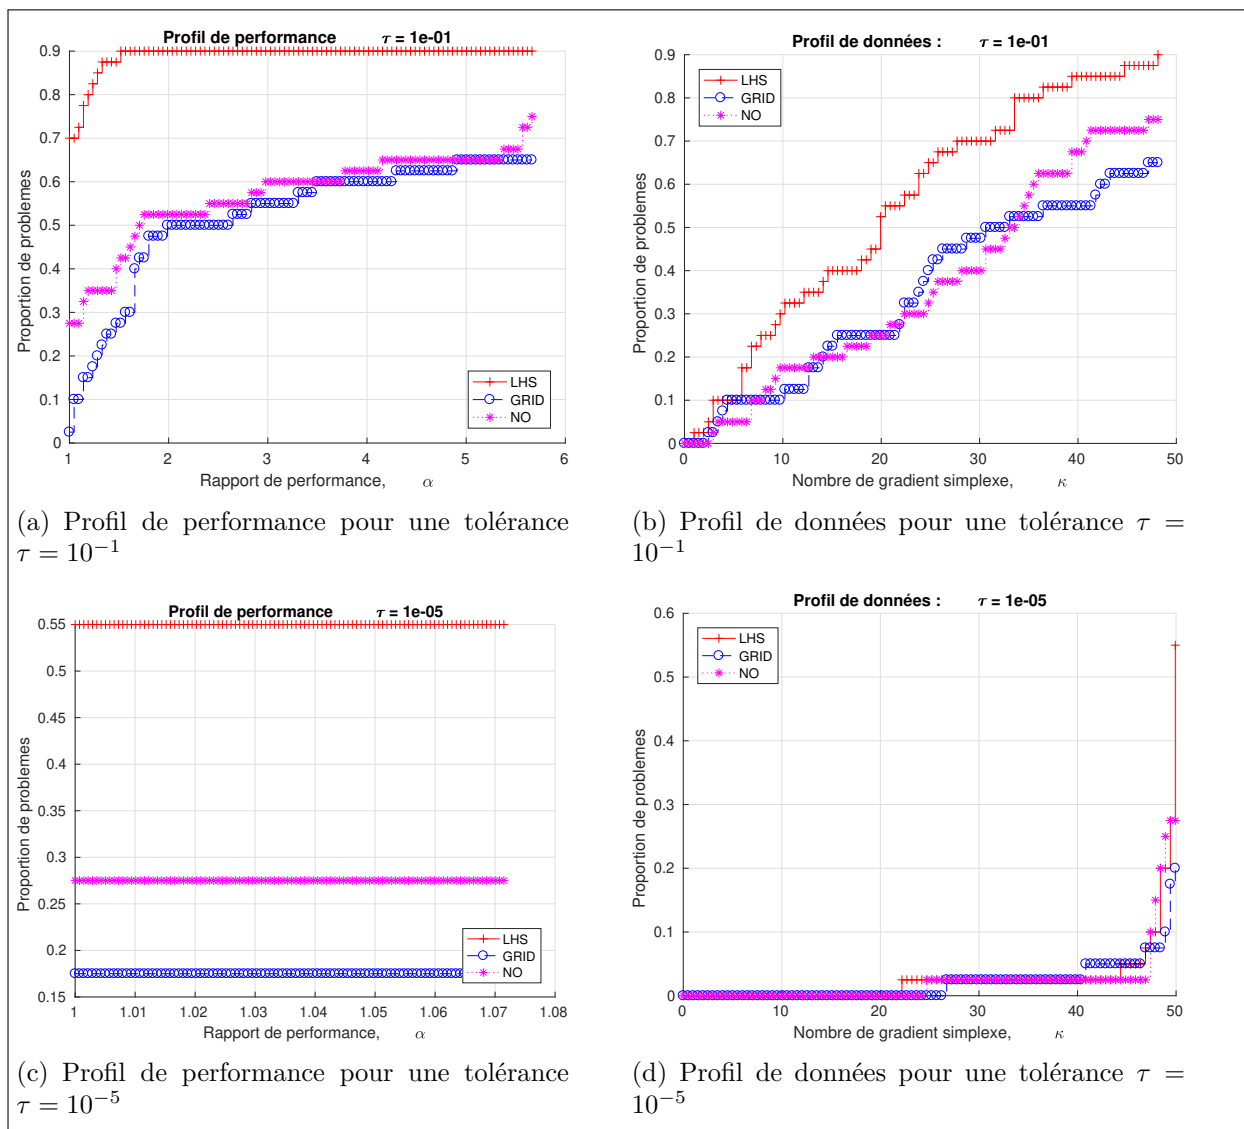 Profil de performance τ = 1e-01
0.9
0.8
0.7
0.6
0.5
0.4
0.3
0.2
0.1
0
Proportion de problemes
LHS
GRID
NO
1 2 3 4 5 6
Rapport de performance, α
(a) Profil de performance pour une tolérance
τ = 10⁻¹
Profil de données : τ = 1e-01
0.9
0.8
0.7
0.6
0.5
0.4
0.3
0.2
0.1
0
Proportion de problemes
LHS
GRID
NO
0 10 20 30 40 50
Nombre de gradient simplexe, κ
(b) Profil de données pour une tolérance τ =
10⁻¹
Profil de performance τ = 1e-05
0.55
0.5
0.45
0.4
0.35
0.3
0.25
0.2
0.15
Proportion de problemes
LHS
GRID
NO
1 1.01 1.02 1.03 1.04 1.05 1.06 1.07 1.08
Rapport de performance, α
(c) Profil de performance pour une tolérance
τ = 10⁻⁵
Profil de données : τ = 1e-05
0.6
0.5
0.4
0.3
0.2
0.1
0
Proportion de problemes
LHS
GRID
NO
0 10 20 30 40 50
Nombre de gradient simplexe, κ
(d) Profil de données pour une tolérance τ =
10⁻⁵